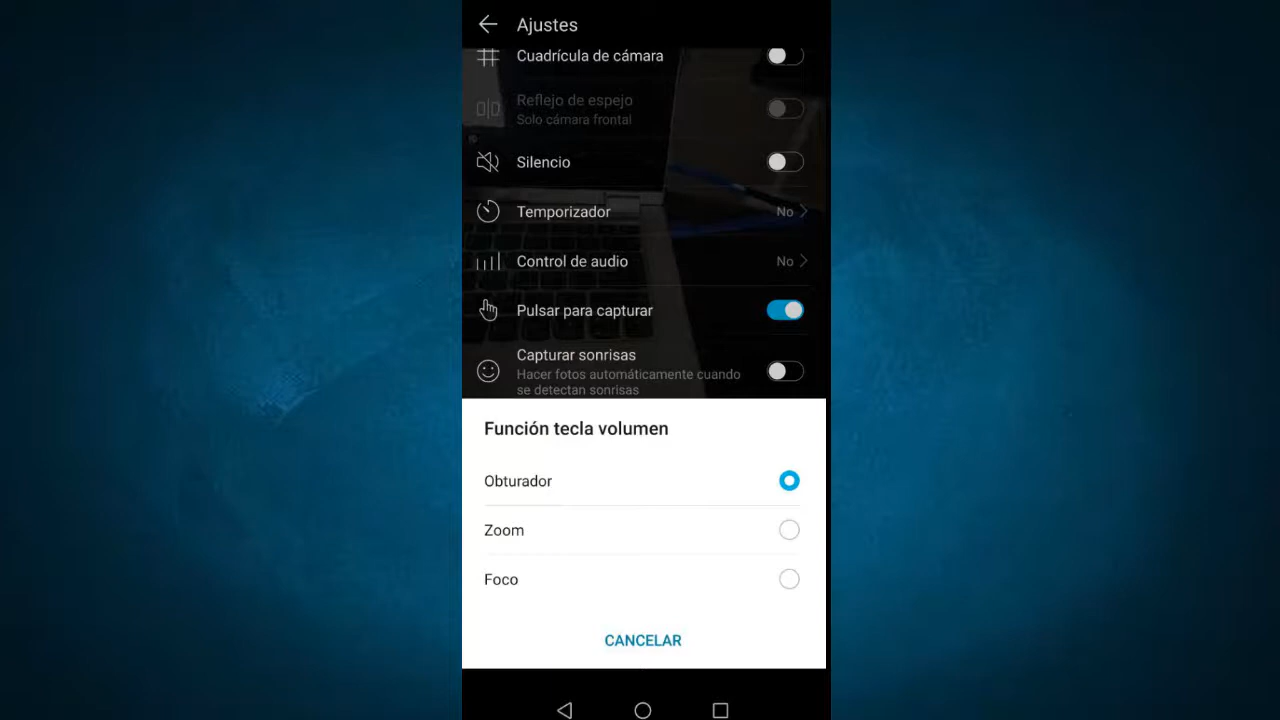 Ajustes
Cuadrícula de cámara
Reflejo de espejo
Solo cámara frontal
Silencio
Temporizador No
Control de audio No
Pulsar para capturar
Capturar sonrisas
Hacer fotos automáticamente cuando
se detectan sonrisas
Función tecla volumen
Obturador
Zoom
Foco
CANCELAR